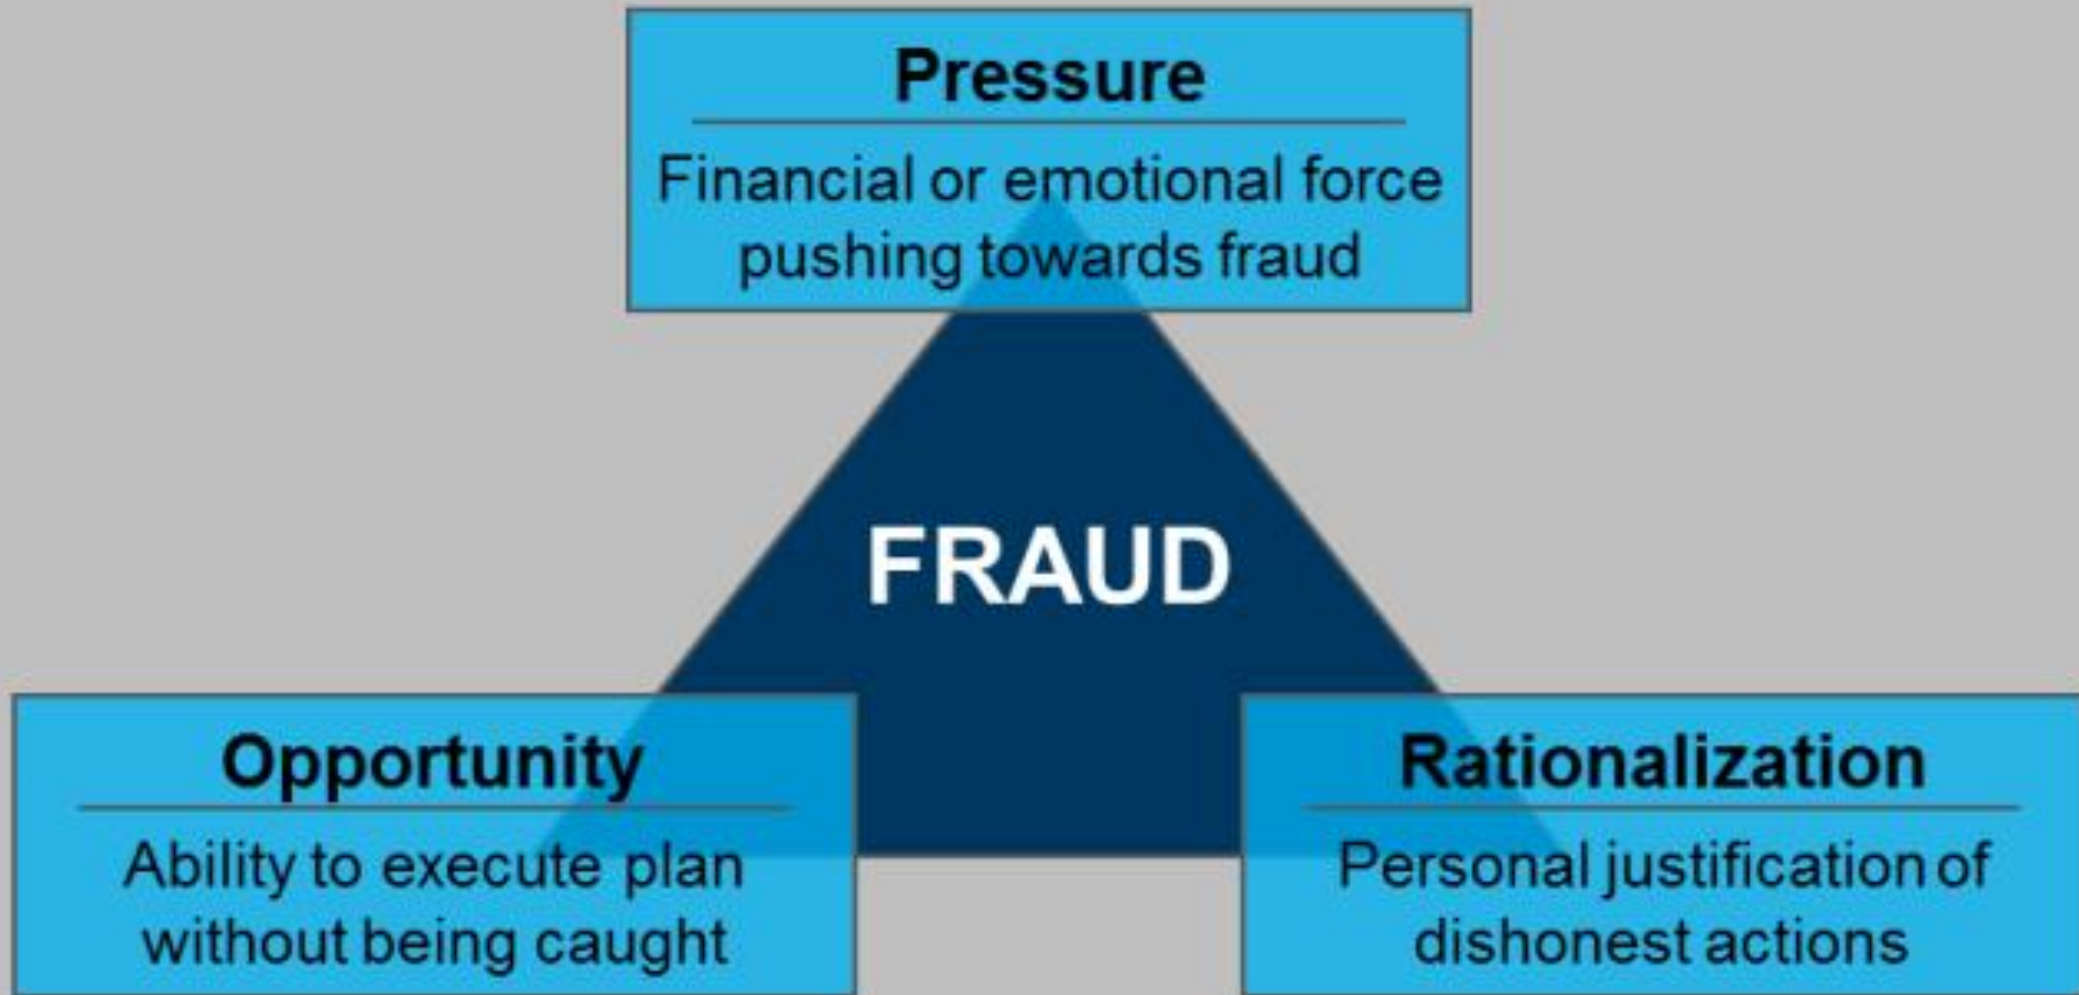 Pressure
Financial or emotional force
pushing towards fraud
FRAUD
Opportunity
Ability to execute plan
without being caught
Rationalization
Personal justification of
dishonest actions